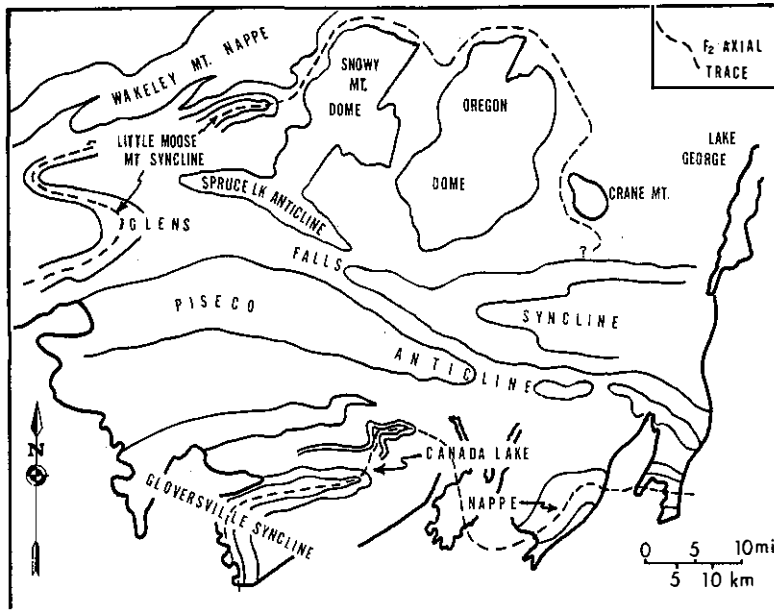 F2 AXIAL
TRACE
WAKELEY MT. NAPPE
SNOWY
MT.
DOME
OREGON
DOME
LAKE
GEORGE
LITTLE MOOSE
MT SYNCLINE
SPRUCE LK ANTICLINE
CRANE MT.
GLENS
FALLS
?
SYNCLINE
PISECO
ANTICLINE
N
CANADA LAKE
NAPPE
GLOVERSVILLE SYNCLINE
0 5 10mi
5 10 km